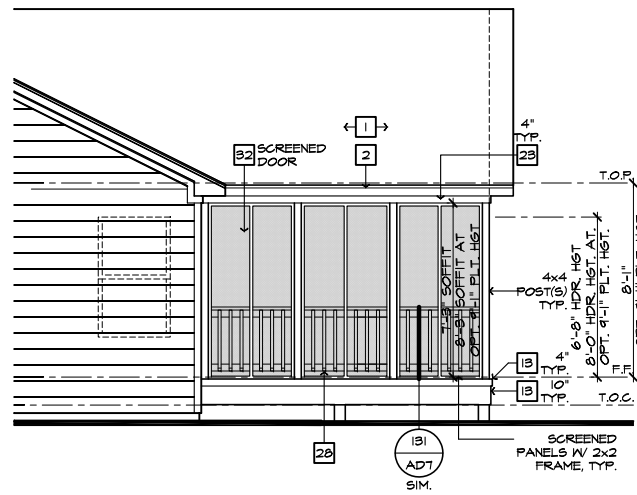 1
2
32 SCREENED
DOOR
4"
TYP.
23
T.O.P.
7'-3" SOFFIT
8'-3" SOFFIT AT
OPT. 9'-1" PLT. HGT
4x4
POST(S)
TYP.
6'-8" HDR. HGT
8'-0" HDR. HGT. AT.
OPT. 9'-1" PLT. HGT.
8'-1"
13 4"
TYP.
F.F.
13 10"
TYP.
T.O.C.
28
131
AD7
SIM.
SCREENED
PANELS W/ 2x2
FRAME, TYP.